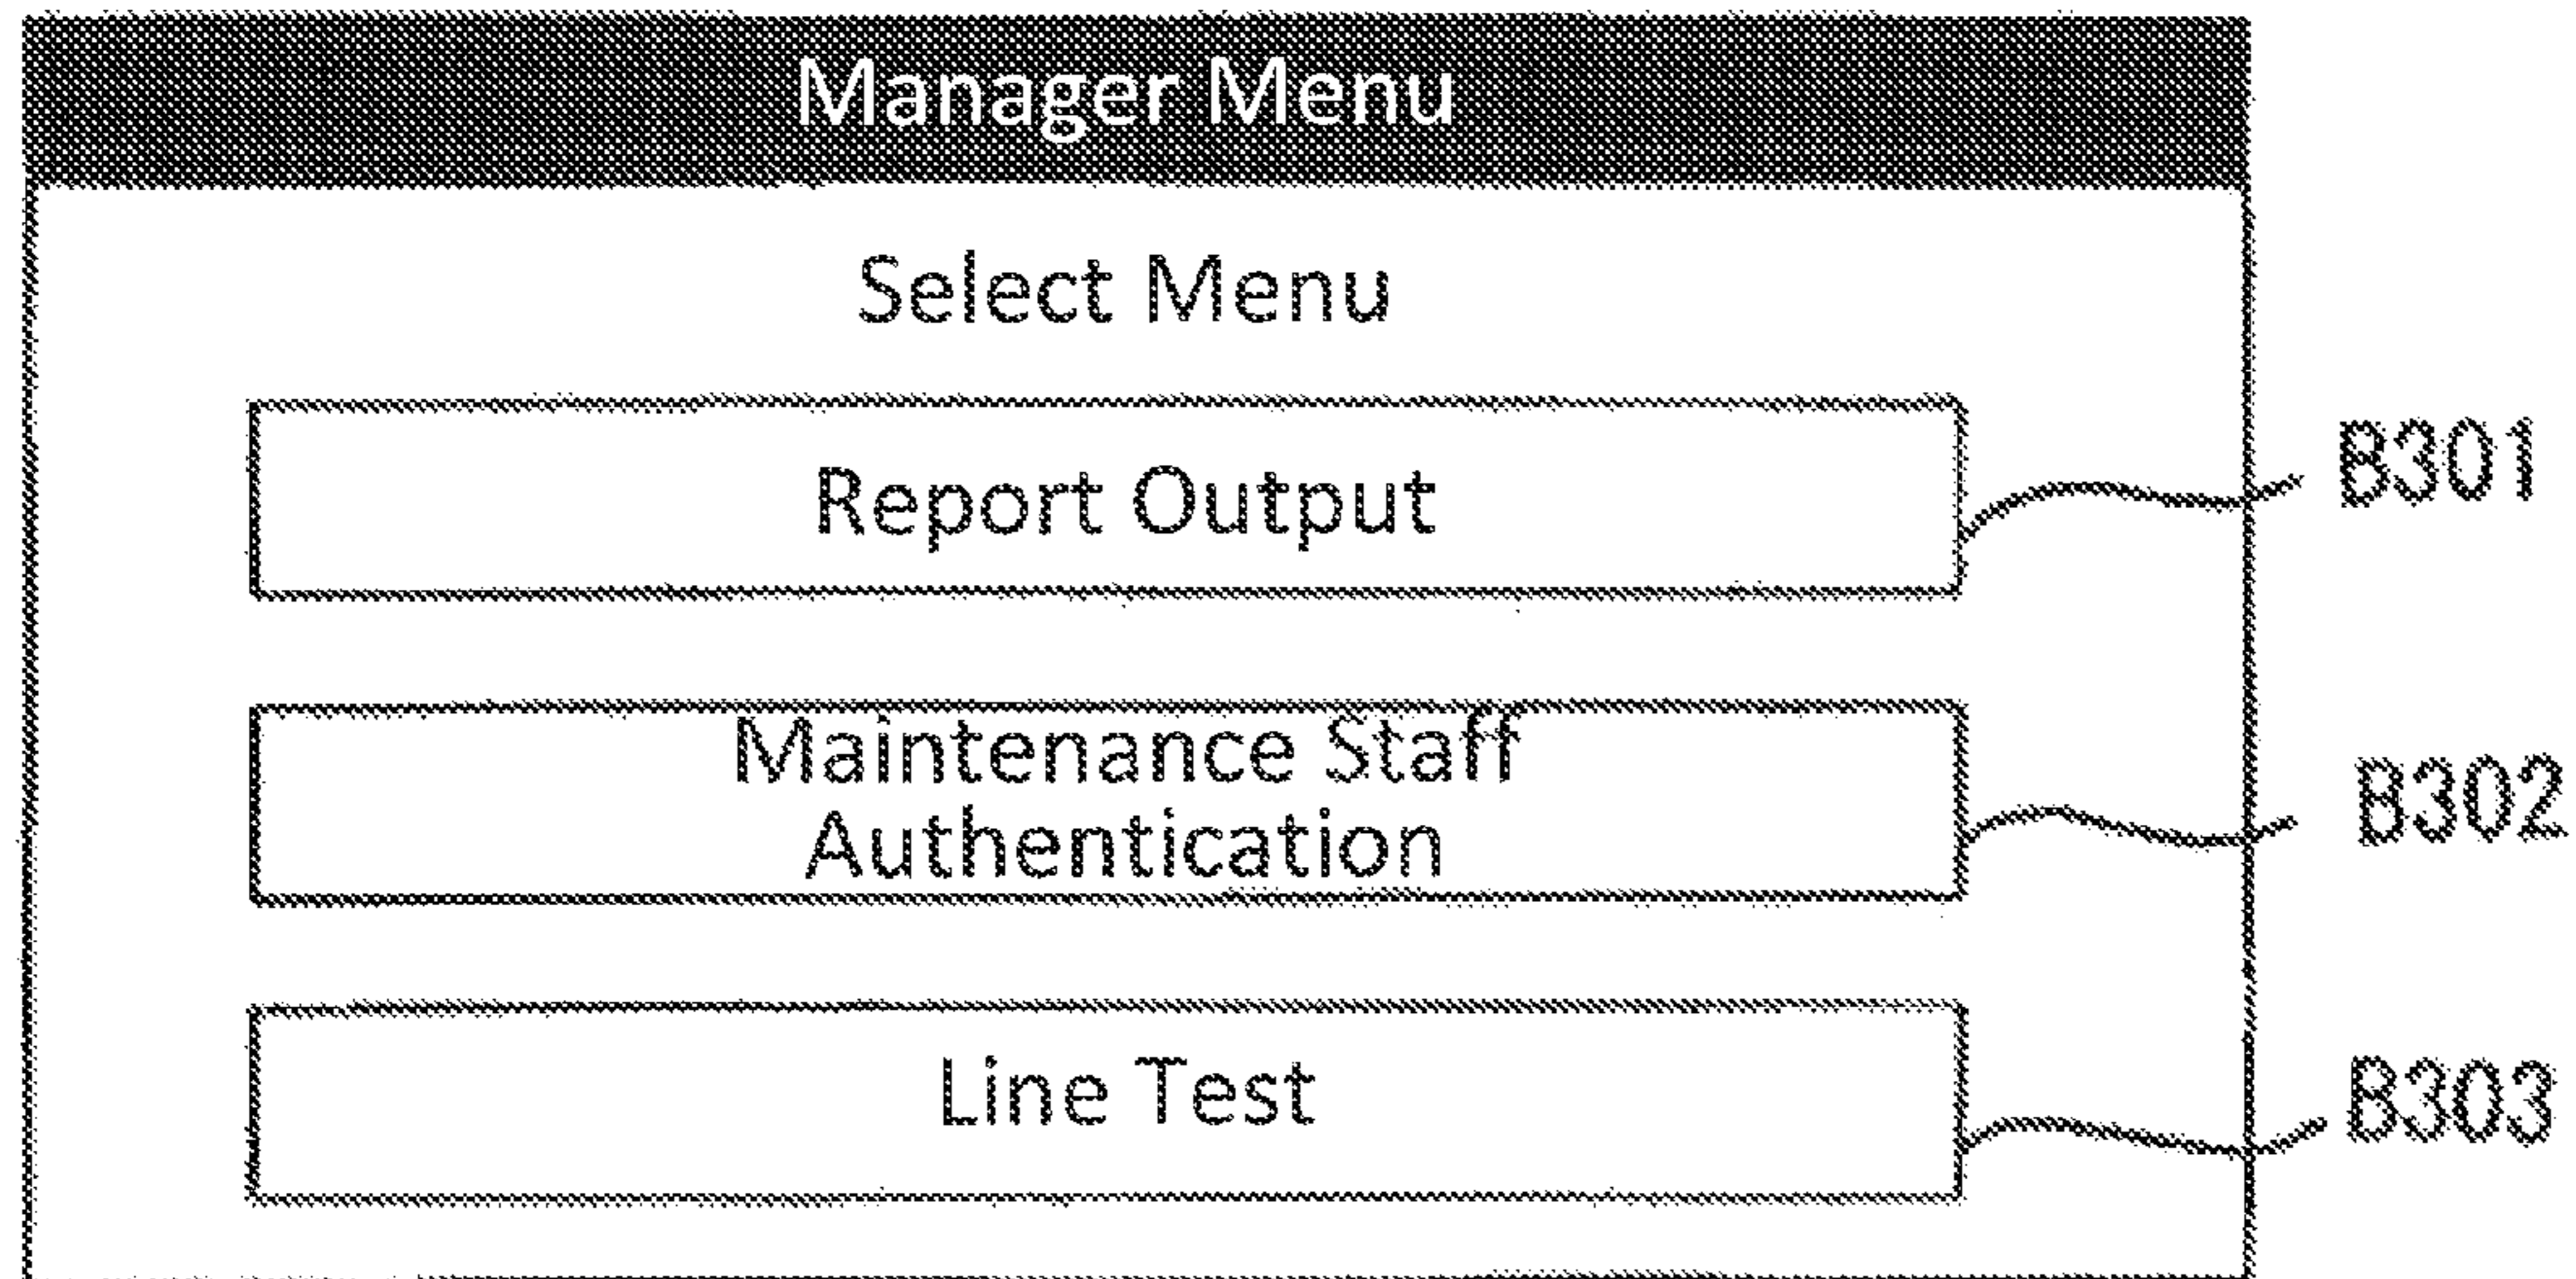 Manager Menu
Select Menu
Report Output
B301
Maintenance Staff
Authentication
B302
Line Test
B303